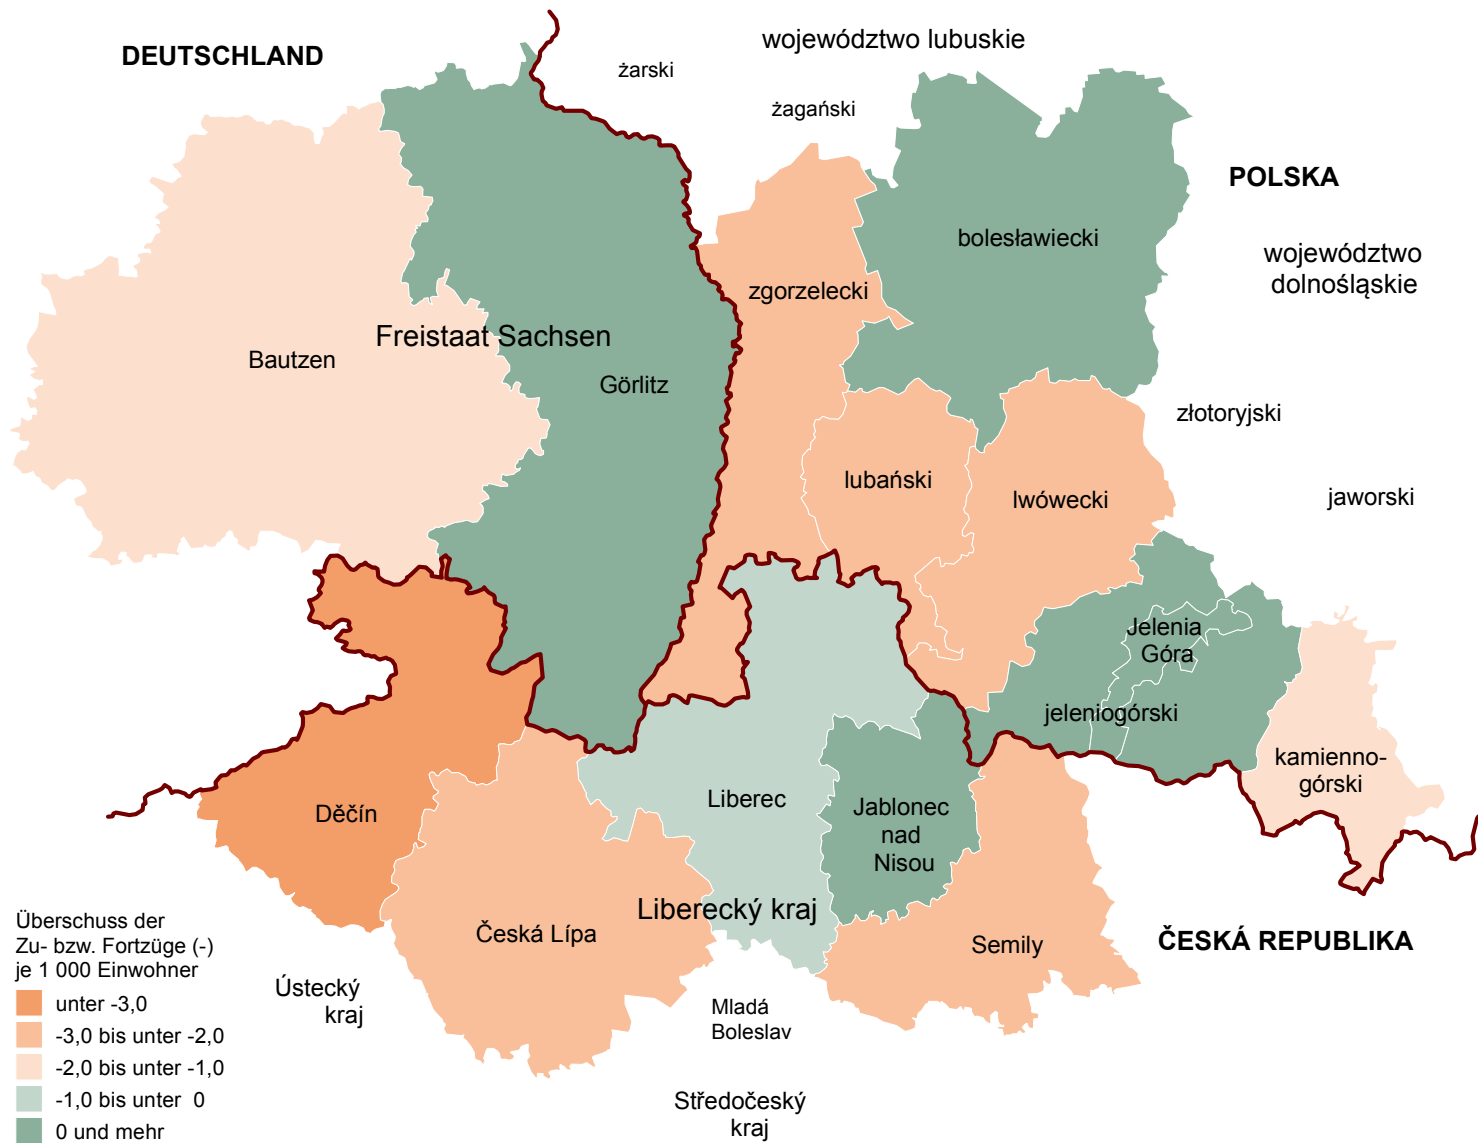 DEUTSCHLAND
województwo lubuskie
żarski
żagański
POLSKA
bolesławiecki
województwo
dolnośląskie
zgorzelecki
Freistaat Sachsen
Bautzen
Görlitz
złotoryjski
lubański
lwówecki
jaworski
Jelenia
Góra
jeleniogórski
kamienno-
górski
Liberec
Děčín
Jablonec
nad
Nisou
Liberecký kraj
Česká Lípa
Semily
ČESKÁ REPUBLIKA
Ústecký
kraj
Mladá
Boleslav
Středočeský
kraj
Überschuss der
Zu- bzw. Fortzüge (-)
je 1 000 Einwohner
unter -3,0
-3,0 bis unter -2,0
-2,0 bis unter -1,0
-1,0 bis unter 0
0 und mehr